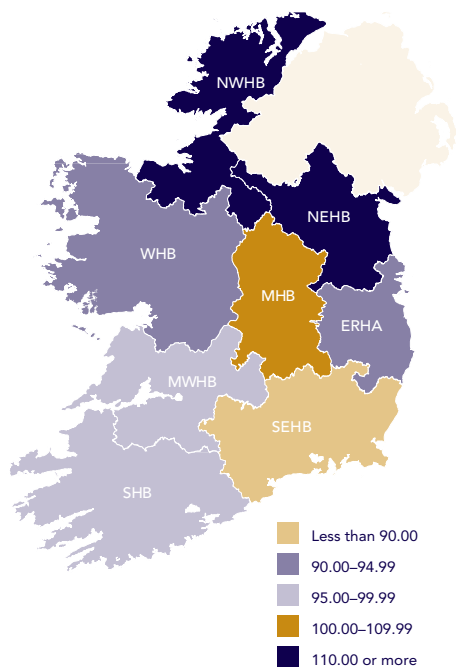 NWHB
NEHB
WHB
MHB
ERHA
MWHB
SEHB
SHB
Less than 90.00
90.00–94.99
95.00–99.99
100.00–109.99
110.00 or more